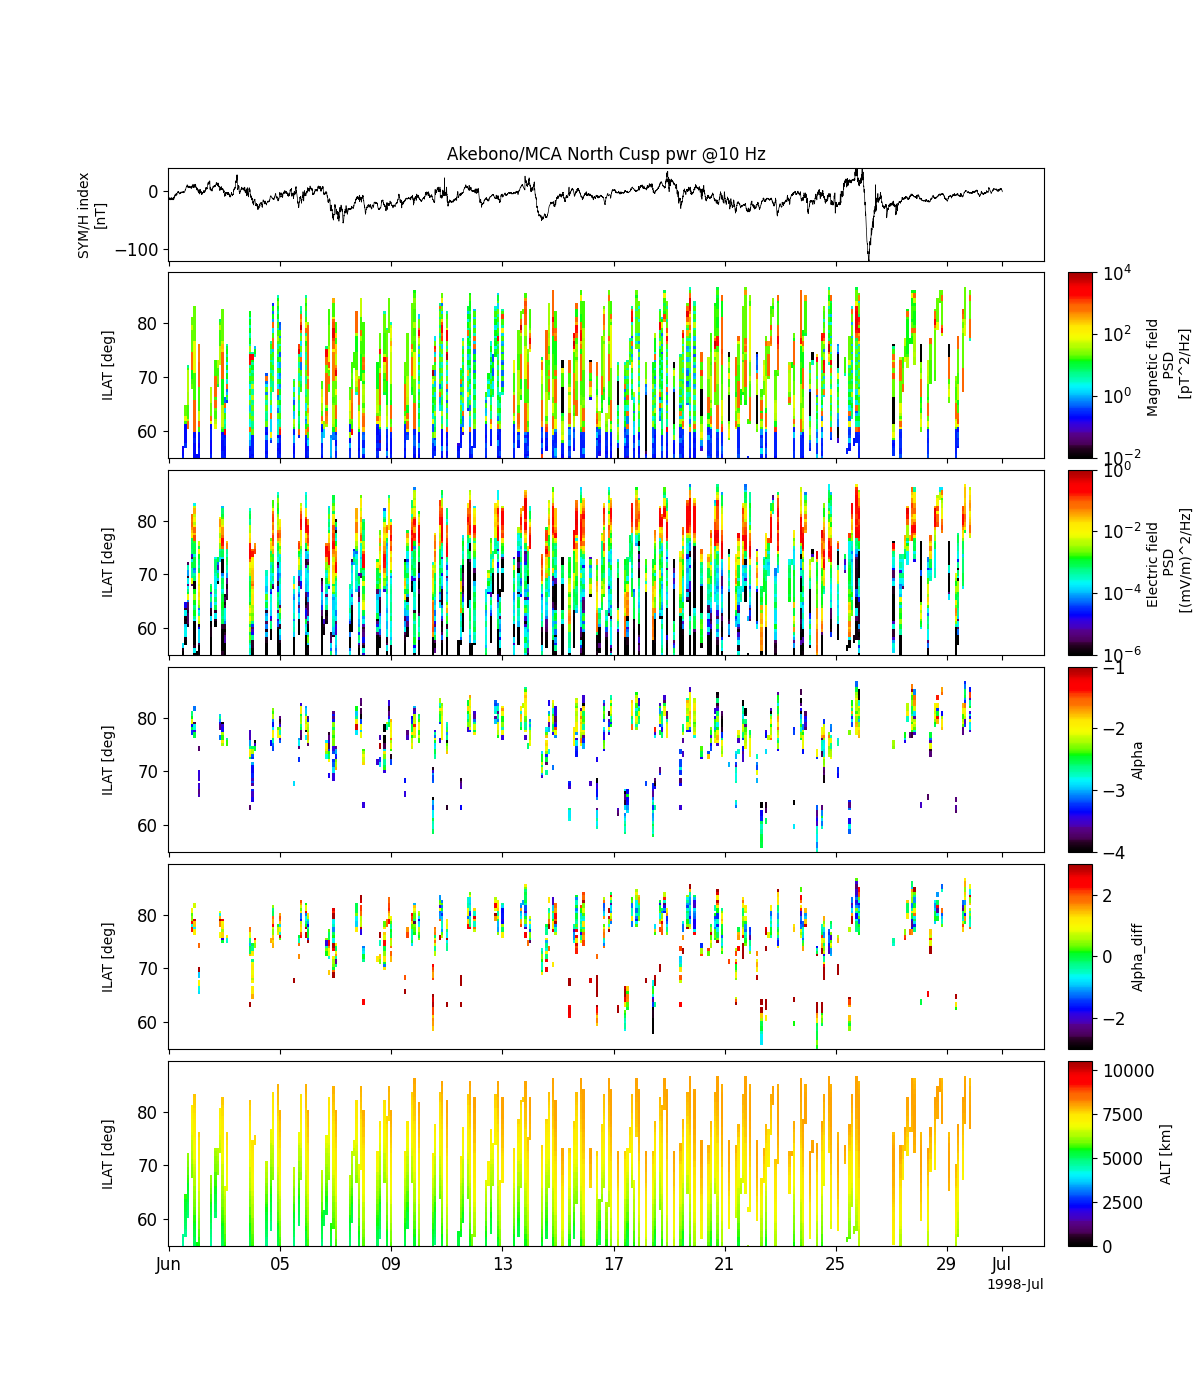 Akebono/MCA North Cusp pwr @10 Hz
SYM/H index
[nT]
0
−100
ILAT [deg]
80
70
60
10^4
10^2
10^0
10^−2
Magnetic field
PSD
[pT^2/Hz]
ILAT [deg]
80
70
60
10^0
10^−2
10^−4
10^−6
Electric field
PSD
[(mV/m)^2/Hz]
ILAT [deg]
80
70
60
−1
−2
−3
−4
Alpha
ILAT [deg]
80
70
60
2
0
−2
Alpha_diff
ILAT [deg]
80
70
60
10000
7500
5000
2500
0
ALT [km]
Jun 05 09 13 17 21 25 29 Jul
1998-Jul